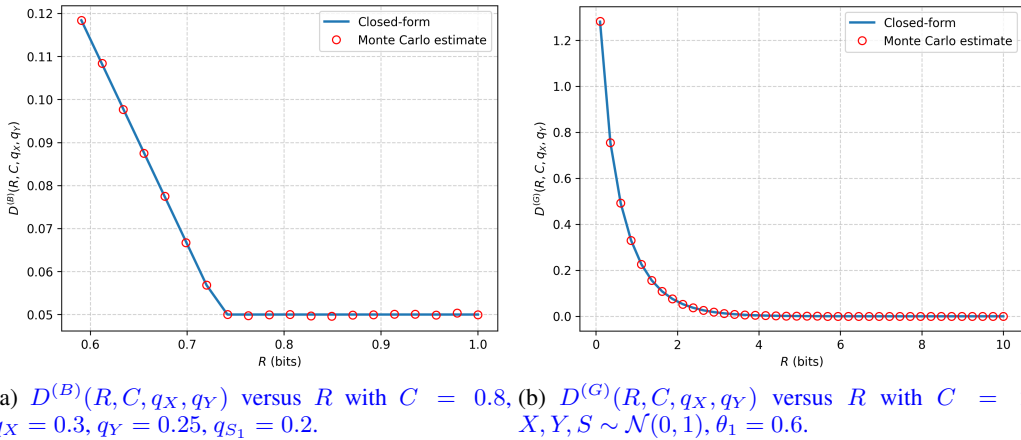 0.12
0.11
0.10
0.09
0.08
0.07
0.06
0.05
D^{(B)}(R, C, q_X, q_Y)
Closed-form
Monte Carlo estimate
0.6 0.7 0.8 0.9 1.0
R (bits)
1.2
1.0
0.8
0.6
0.4
0.2
0.0
D^{(G)}(R, C, q_X, q_Y)
Closed-form
Monte Carlo estimate
0 2 4 6 8 10
R (bits)
a) D^{(B)}(R, C, q_X, q_Y) versus R with C = 0.8,
q_X = 0.3, q_Y = 0.25, q_{S_1} = 0.2.
(b) D^{(G)}(R, C, q_X, q_Y) versus R with C =
X, Y, S ∼ 𝒩(0, 1), θ_1 = 0.6.